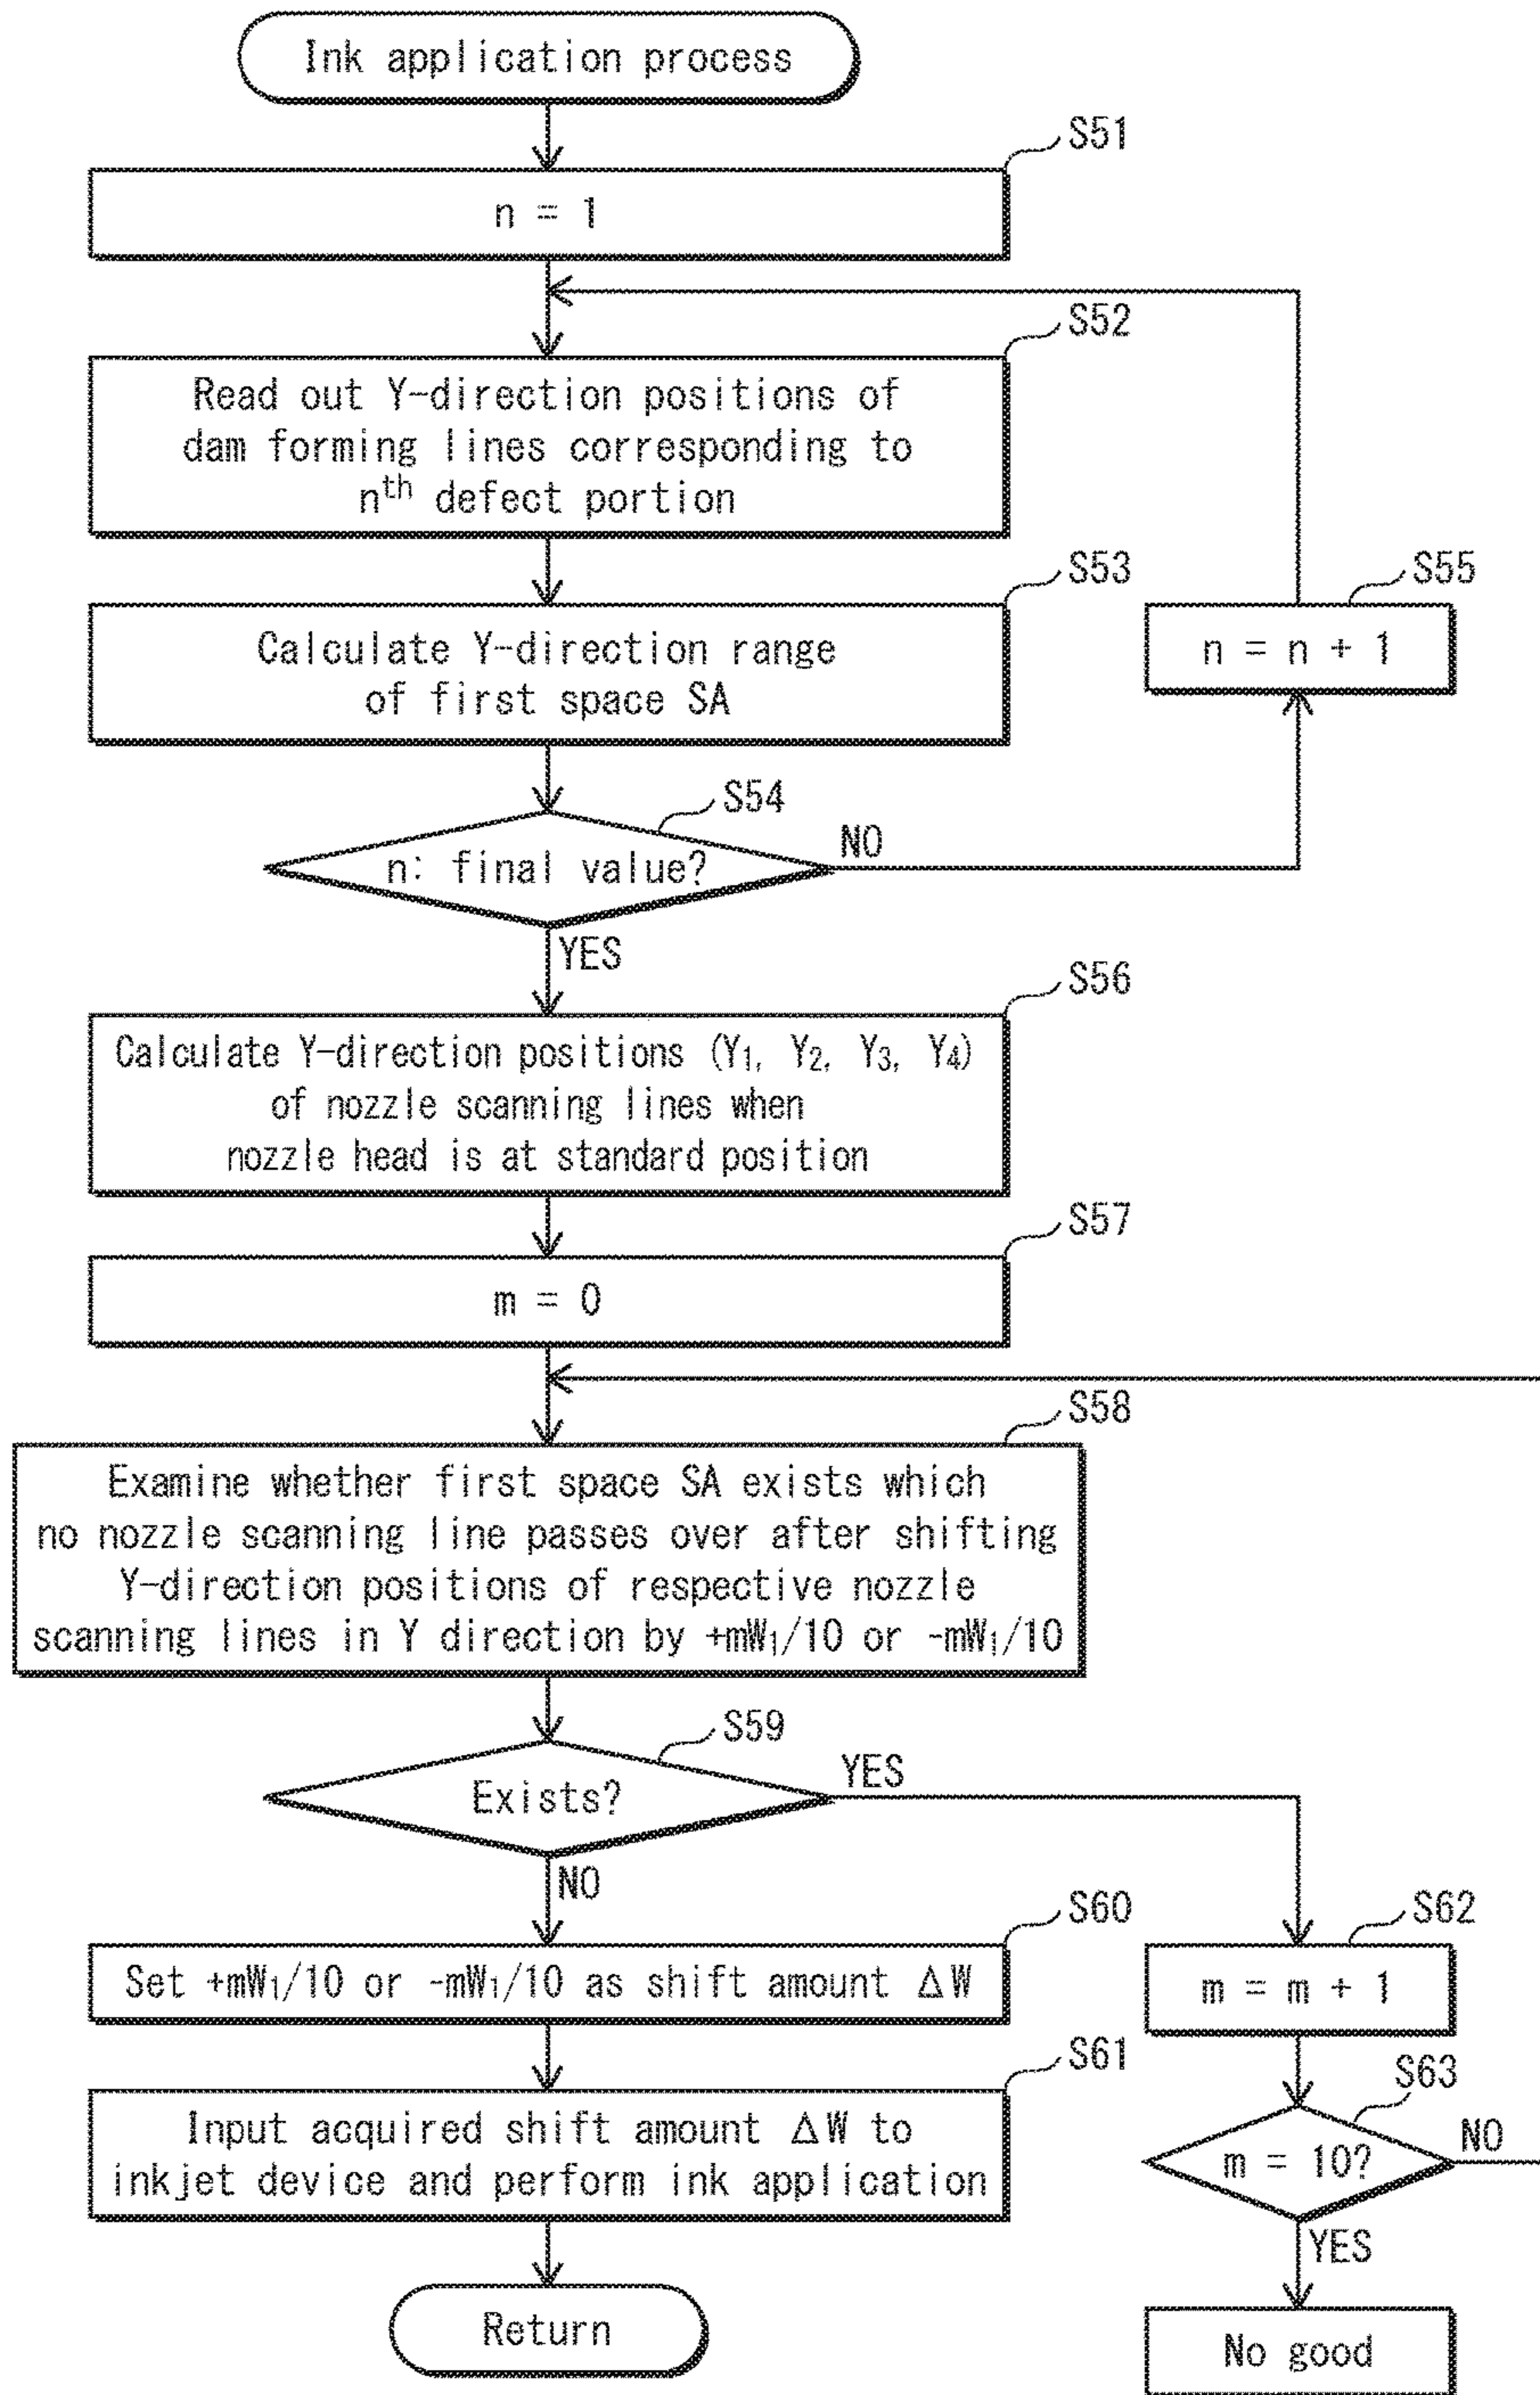 Ink application process
S51
n = 1
S52
Read out Y-direction positions of
dam forming lines corresponding to
nth defect portion
S53
Calculate Y-direction range
of first space SA
S55
n = n + 1
S54
n: final value?
NO
YES
S56
Calculate Y-direction positions (Y1, Y2, Y3, Y4)
of nozzle scanning lines when
nozzle head is at standard position
S57
m = 0
S58
Examine whether first space SA exists which
no nozzle scanning line passes over after shifting
Y-direction positions of respective nozzle
scanning lines in Y direction by +mW1/10 or -mW1/10
S59
Exists?
YES
NO
S60
Set +mW1/10 or -mW1/10 as shift amount ΔW
S62
m = m + 1
S61
Input acquired shift amount ΔW to
inkjet device and perform ink application
S63
m = 10?
NO
YES
Return
No good